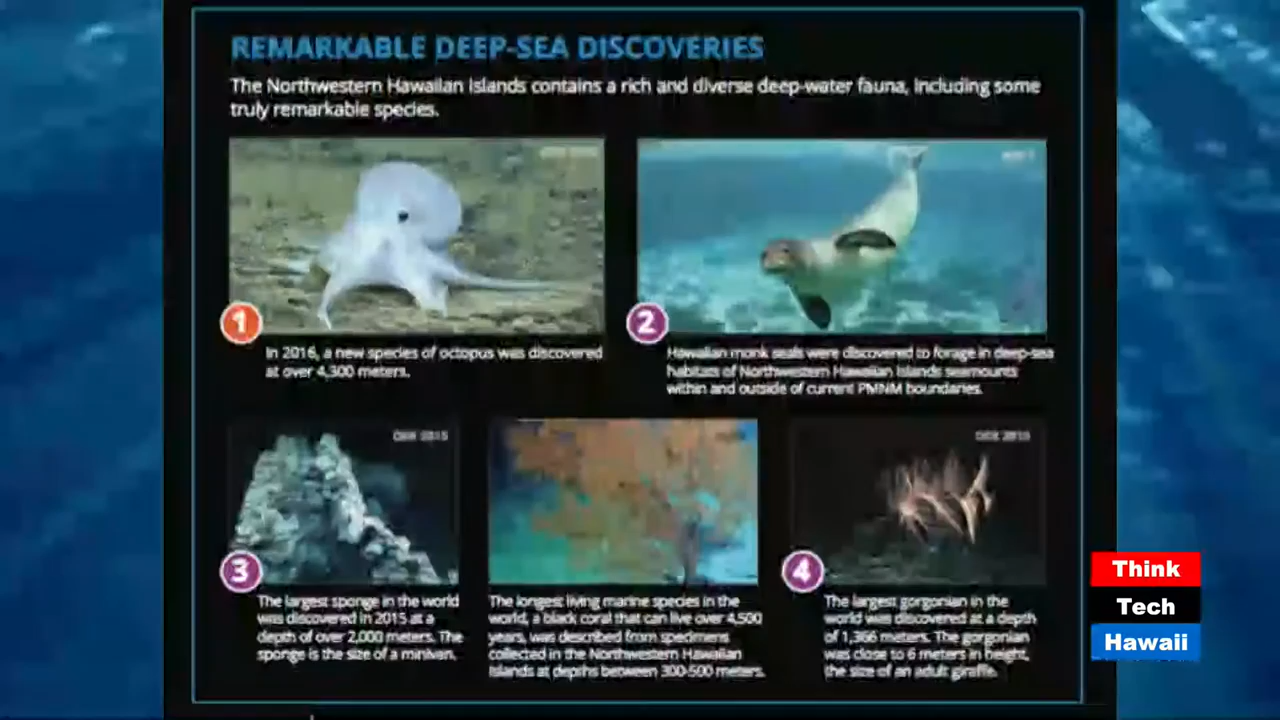 REMARKABLE DEEP-SEA DISCOVERIES
The Northwestern Hawaiian Islands contains a rich and diverse deep-water fauna, including some
truly remarkable species.
1
In 2016, a new species of octopus was discovered
at over 4,300 meters.
2
Hawaiian monk seals were discovered to forage in deep-sea
habitats of Northwestern Hawaiian Islands seamounts
within and outside of current PMNM boundaries.
3
The largest sponge in the world
was discovered in 2015 at a
depth of over 2,000 meters. The
sponge is the size of a minivan.
The longest living marine species in the
world, a black coral that can live over 4,500
years, was described from specimens
collected in the Northwestern Hawaiian
Islands at depths between 300-500 meters.
4
The largest gorgonian in the
world was discovered at a depth
of 1,366 meters. The gorgonian
was close to 6 meters in height,
the size of an adult giraffe.
Think
Tech
Hawaii